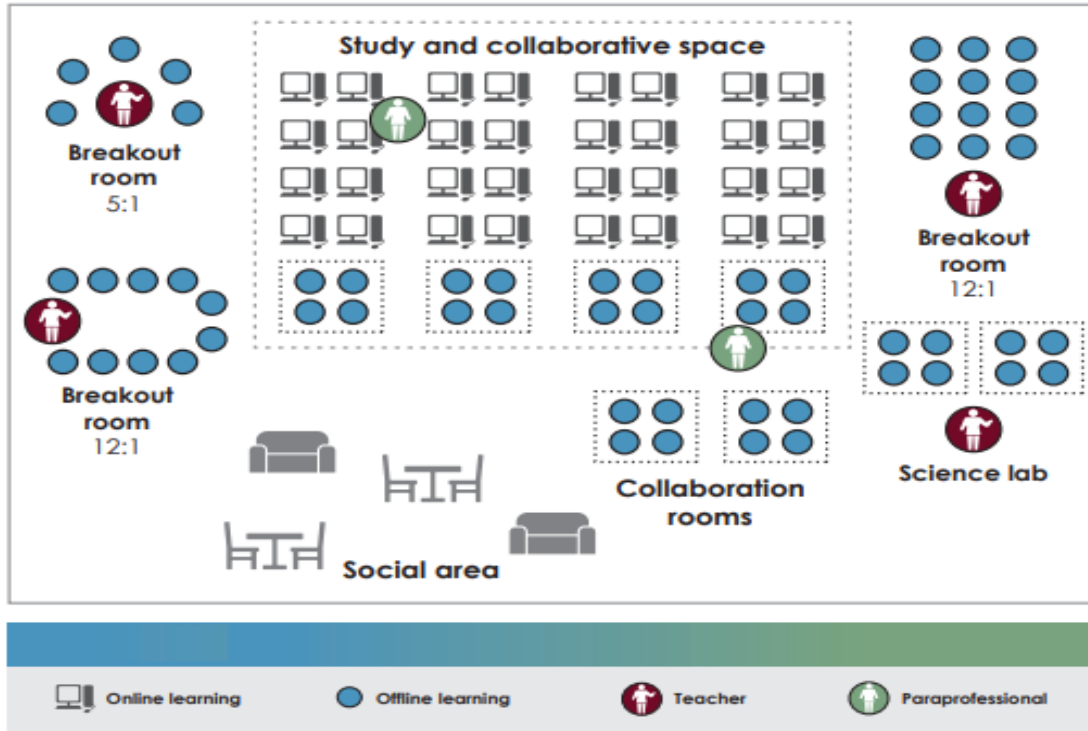 Study and collaborative space
Breakout
room
5:1
Breakout
room
12:1
Breakout
room
12:1
Science lab
Collaboration
rooms
Social area
Online learning
Offline learning
Teacher
Paraprofessional